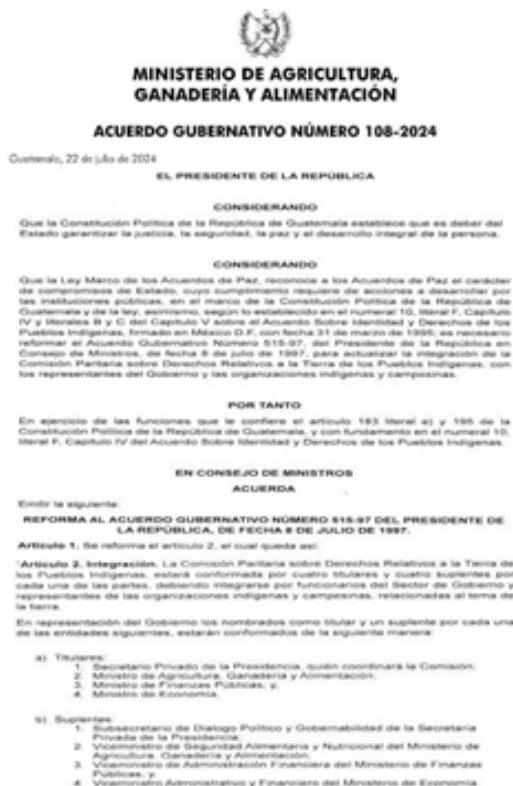 MINISTERIO DE AGRICULTURA,
GANADERÍA Y ALIMENTACIÓN
ACUERDO GUBERNATIVO NÚMERO 108-2024
Guatemala, 22 de julio de 2024
EL PRESIDENTE DE LA REPÚBLICA
CONSIDERANDO
Que la Constitución Política de la República de Guatemala establece que es deber del
Estado garantizar la justicia, la seguridad, la paz y el desarrollo integral de la persona.
CONSIDERANDO
Que la Ley Marco de los Acuerdos de Paz, reconoce a los Acuerdos de Paz el carácter
de compromisos de Estado, cuyo cumplimiento requiere de acciones a desarrollar por
las instituciones públicas, en el marco de la Constitución Política de la República de
Guatemala y de la ley, asimismo, según lo establecido en el numeral 10, literal F, Capítulo
IV y literales B y C del Capítulo V sobre el Acuerdo Sobre Identidad y Derechos de los
Pueblos Indígenas, firmado en México D.F, con fecha 31 de marzo de 1995, es necesario
reformar el Acuerdo Gubernativo Número 515-97, del Presidente de la República en
Consejo de Ministros, de fecha 8 de julio de 1997, para actualizar la integración de la
Comisión Paritaria sobre Derechos Relativos a la Tierra de los Pueblos Indígenas, con
los representantes del Gobierno y las organizaciones indígenas y campesinas.
POR TANTO
En ejercicio de las funciones que le confiere el artículo 183 literal e) y 195 de la
Constitución Política de la República de Guatemala, y con fundamento en el numeral 10,
literal F, Capítulo IV del Acuerdo Sobre Identidad y Derechos de los Pueblos Indígenas.
EN CONSEJO DE MINISTROS
ACUERDA
Emitir la siguiente:
REFORMA AL ACUERDO GUBERNATIVO NÚMERO 515-97 DEL PRESIDENTE DE
LA REPÚBLICA, DE FECHA 8 DE JULIO DE 1997.
Artículo 1. Se reforma el artículo 2, el cual queda así:
"Artículo 2. Integración. La Comisión Paritaria sobre Derechos Relativos a la Tierra de
los Pueblos Indígenas, estará conformada por cuatro titulares y cuatro suplentes por
cada una de las partes, debiendo integrarse por funcionarios del Sector de Gobierno y
representantes de las organizaciones indígenas y campesinas, relacionadas al tema de
la tierra.
En representación del Gobierno los nombrados como titular y un suplente por cada una
de las entidades siguientes, estarán conformados de la siguiente manera:
a) Titulares:
1. Secretario Privado de la Presidencia, quién coordinará la Comisión;
2. Ministro de Agricultura, Ganadería y Alimentación;
3. Ministro de Finanzas Públicas; y,
4. Ministro de Economía.
b) Suplentes:
1. Subsecretario de Dialogo Político y Gobernabilidad de la Secretaría
Privada de la Presidencia;
2. Viceministro de Seguridad Alimentaria y Nutricional del Ministerio de
Agricultura, Ganadería y Alimentación;
3. Viceministro de Administración Financiera del Ministerio de Finanzas
Públicas; y,
4. Viceministro Administrativo y Financiero del Ministerio de Economía.